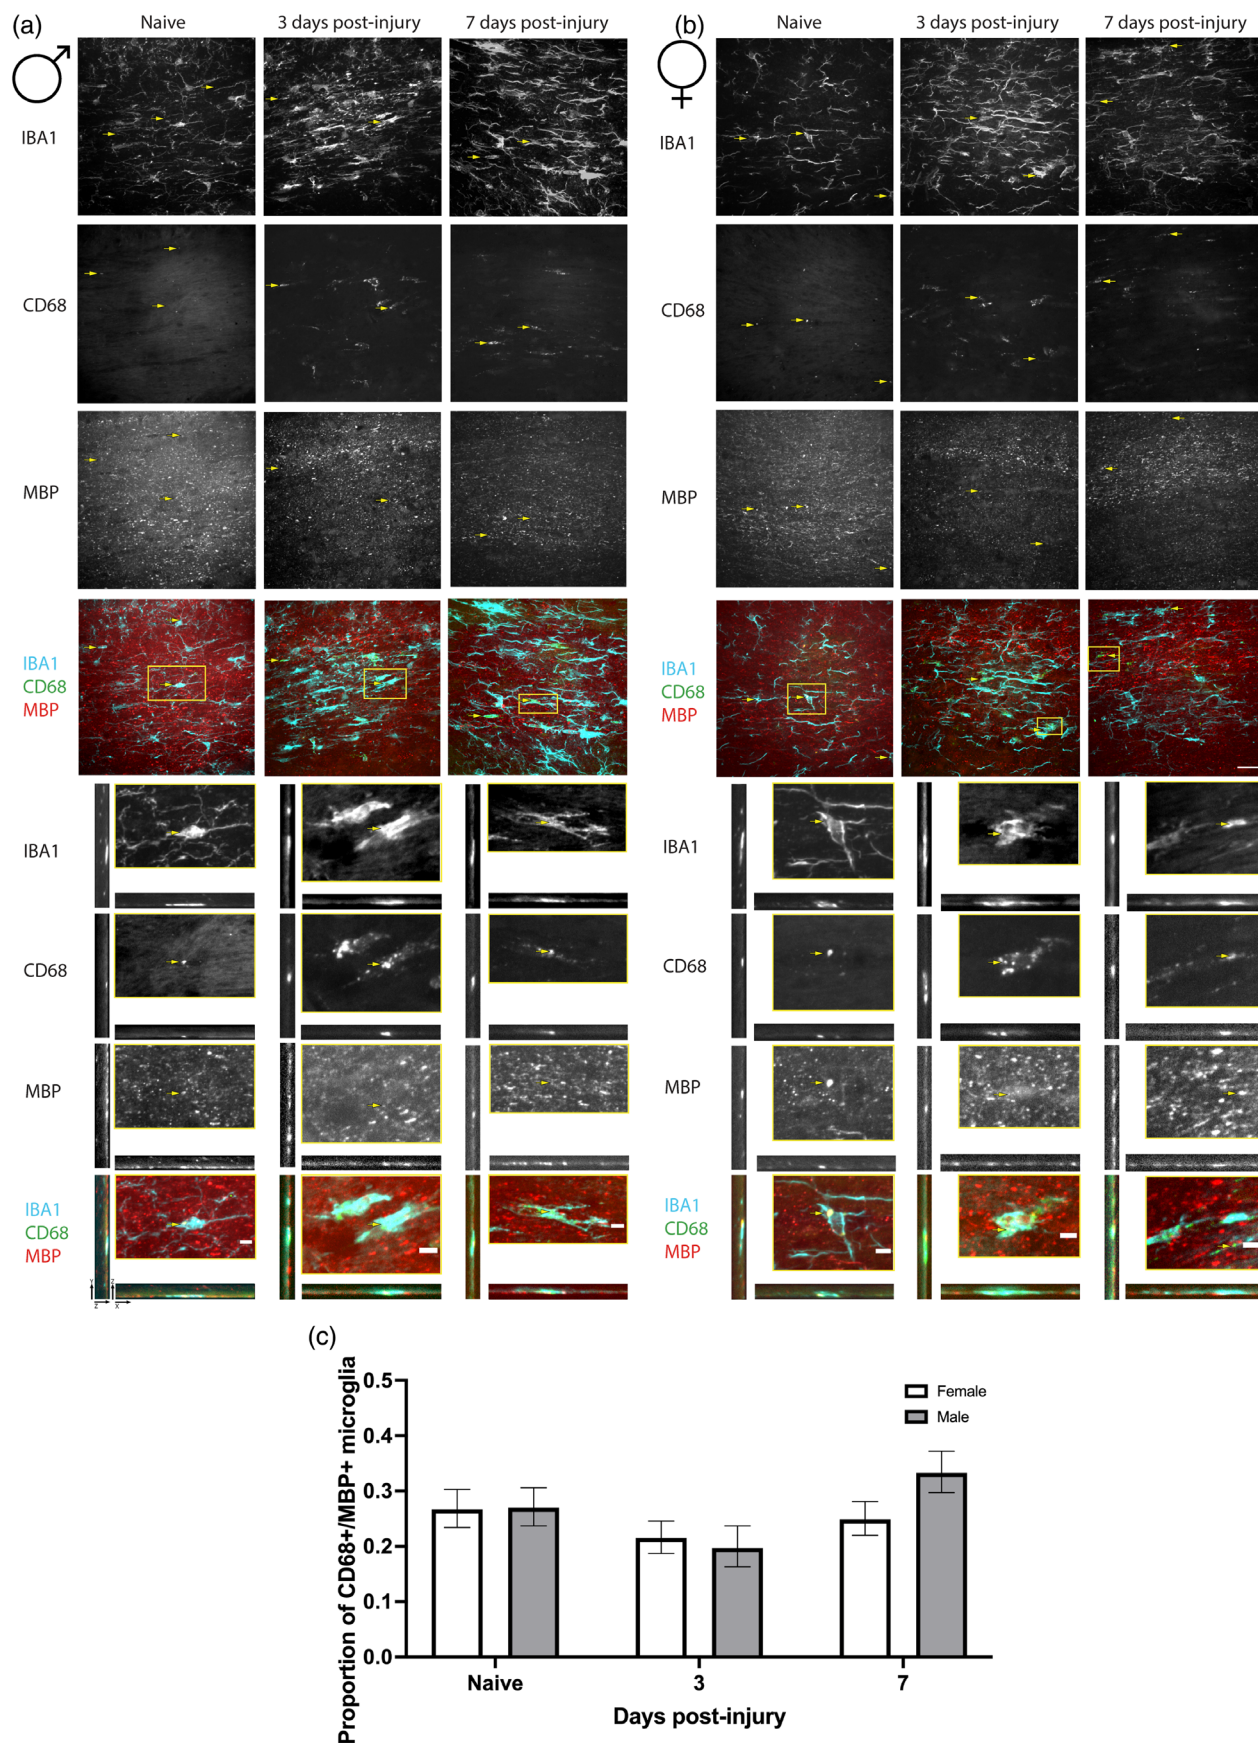 (a)
Naive 3 days post-injury 7 days post-injury
IBA1
CD68
MBP
IBA1
CD68
MBP
IBA1
CD68
MBP
IBA1
CD68
MBP
Y
Z
Z
X
(b)
Naive 3 days post-injury 7 days post-injury
IBA1
CD68
MBP
IBA1
CD68
MBP
IBA1
CD68
MBP
IBA1
CD68
MBP
(c)
Proportion of CD68+/MBP+ microglia
0.5
0.4
0.3
0.2
0.1
0.0
Female
Male
Naive 3 7
Days post-injury